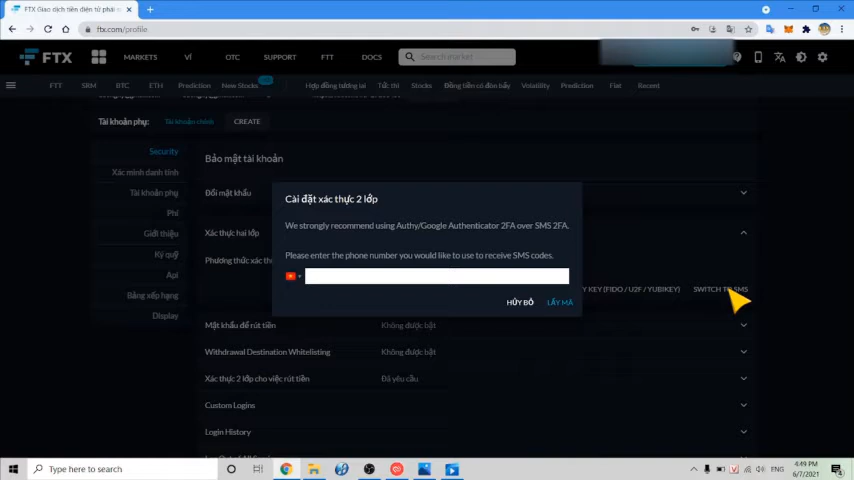 FTX Giao dịch tiền điện tử phái s
ftx.com/profile
FTX
MARKETS
VÍ
OTC
SUPPORT
FTT
DOCS
Search market
FTT
SRM
BTC
ETH
Prediction
New Stocks
Hợp đồng tương lai
Tức thì
Stocks
Đồng tiền có đòn bẩy
Volatility
Prediction
Fiat
Recent
Tài khoản phụ:
Tài khoản chính
CREATE
Security
Bảo mật tài khoản
Xác minh danh tính
Tài khoản phụ
Đổi mật khẩu
Phí
Giới thiệu
Xác thực hai lớp
Ký quỹ
Phương thức xác th
Api
Bảng xếp hạng
Display
Cài đặt xác thực 2 lớp
We strongly recommend using Authy/Google Authenticator 2FA over SMS 2FA.
Please enter the phone number you would like to use to receive SMS codes.
HỦY BỎ
LẤY MÃ
Y KEY (FIDO / U2F / YUBIKEY)
SWITCH TO SMS
Mật khẩu để rút tiền
Không được bật
Withdrawal Destination Whitelisting
Không được bật
Xác thực 2 lớp cho việc rút tiền
Đã yêu cầu
Custom Logins
Login History
Type here to search
ENG
4:49 PM
6/7/2021